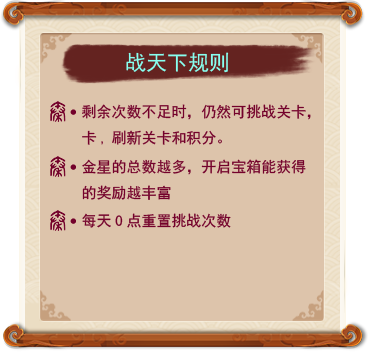 战天下规则
• 剩余次数不足时，仍然可挑战关卡，
卡，刷新关卡和积分。
• 金星的总数越多，开启宝箱能获得
的奖励越丰富
• 每天0点重置挑战次数